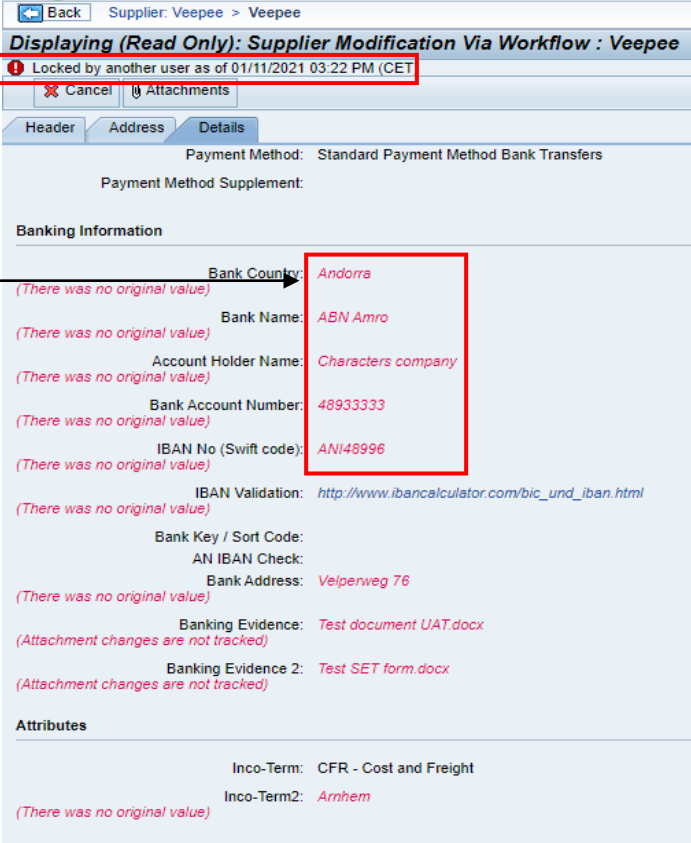 Back Supplier: Veepee > Veepee
Displaying (Read Only): Supplier Modification Via Workflow : Veepee
Locked by another user as of 01/11/2021 03:22 PM (CET
Cancel Attachments
Header Address Details
Payment Method: Standard Payment Method Bank Transfers
Payment Method Supplement:
Banking Information
Bank Country: Andorra
(There was no original value)
Bank Name: ABN Amro
(There was no original value)
Account Holder Name: Characters company
(There was no original value)
Bank Account Number: 48933333
(There was no original value)
IBAN No (Swift code): ANI48996
(There was no original value)
IBAN Validation: http://www.ibancalculator.com/bic_und_iban.html
(There was no original value)
Bank Key / Sort Code:
AN IBAN Check:
Bank Address: Velperweg 76
(There was no original value)
Banking Evidence: Test document UAT.docx
(Attachment changes are not tracked)
Banking Evidence 2: Test SET form.docx
(Attachment changes are not tracked)
Attributes
Inco-Term: CFR - Cost and Freight
Inco-Term2: Arnhem
(There was no original value)